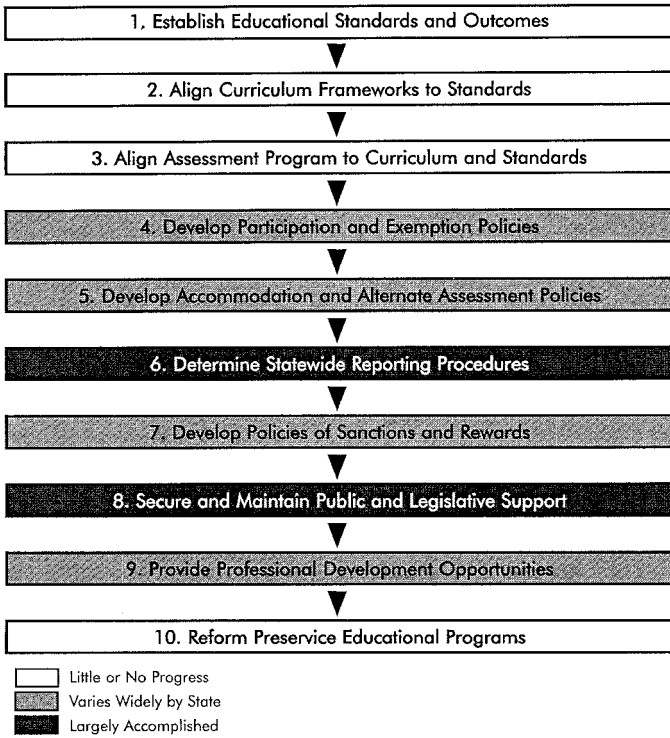 1. Establish Educational Standards and Outcomes
2. Align Curriculum Frameworks to Standards
3. Align Assessment Program to Curriculum and Standards
4. Develop Participation and Exemption Policies
5. Develop Accommodation and Alternate Assessment Policies
6. Determine Statewide Reporting Procedures
7. Develop Policies of Sanctions and Rewards
8. Secure and Maintain Public and Legislative Support
9. Provide Professional Development Opportunities
10. Reform Preservice Educational Programs
Little or No Progress
Varies Widely by State
Largely Accomplished